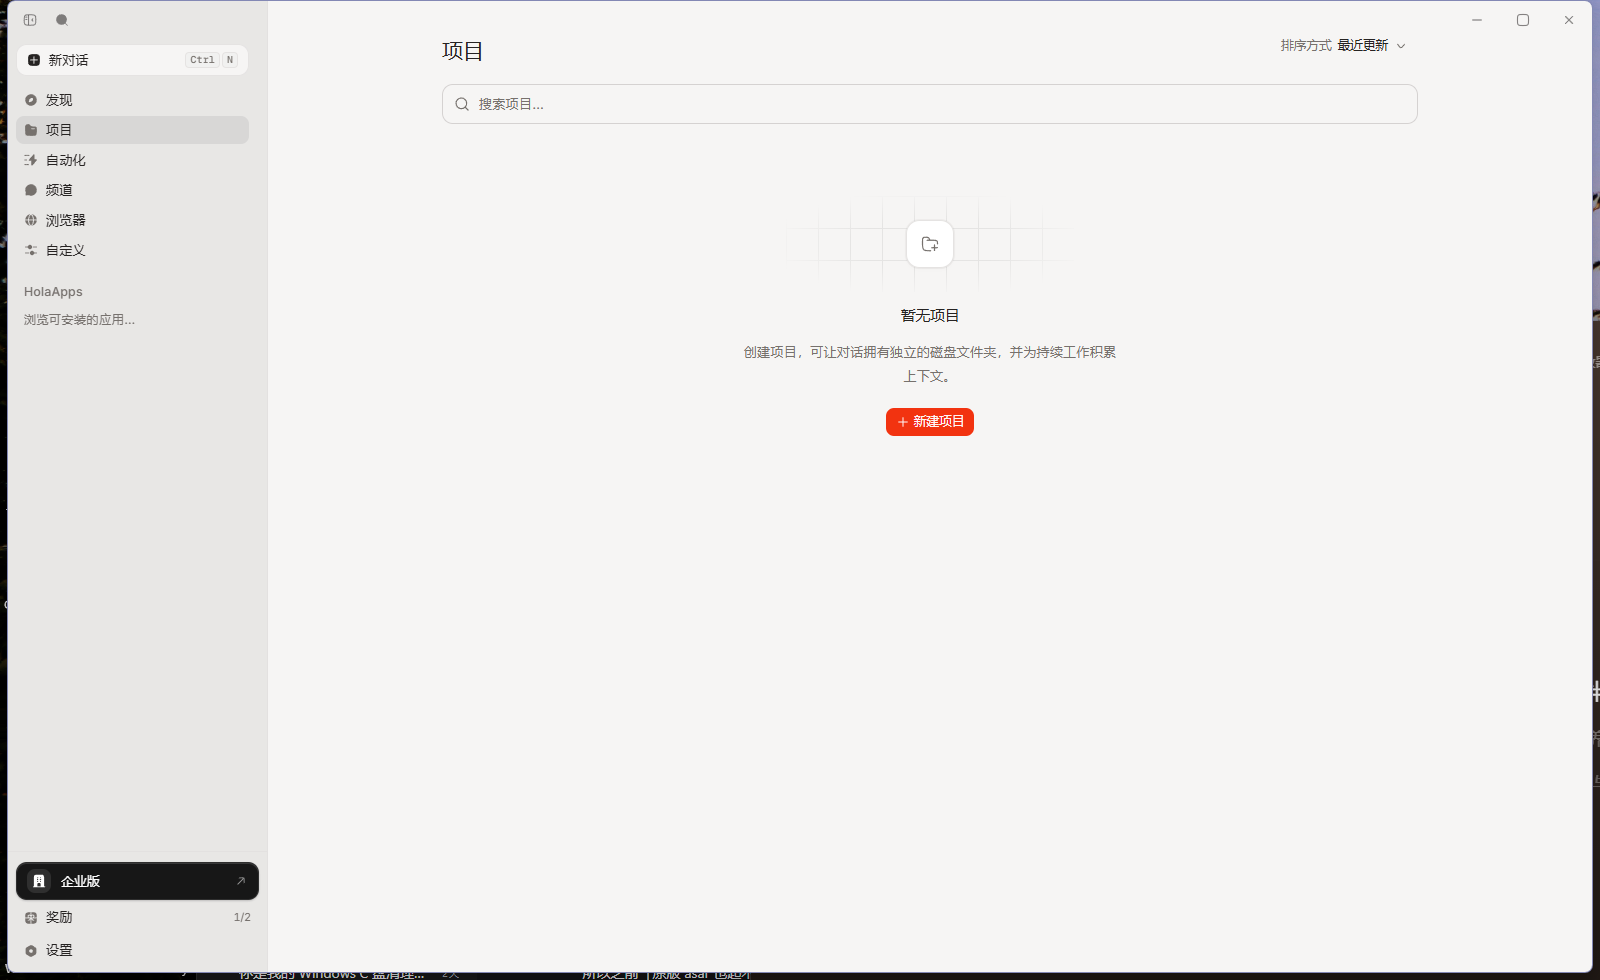 新对话 Ctrl N
发现
项目
自动化
频道
浏览器
自定义
HolaApps
浏览可安装的应用...
企业版
奖励 1/2
设置
项目
排序方式 最近更新
搜索项目...
暂无项目
创建项目，可让对话拥有独立的磁盘文件夹，并为持续工作积累
上下文。
新建项目